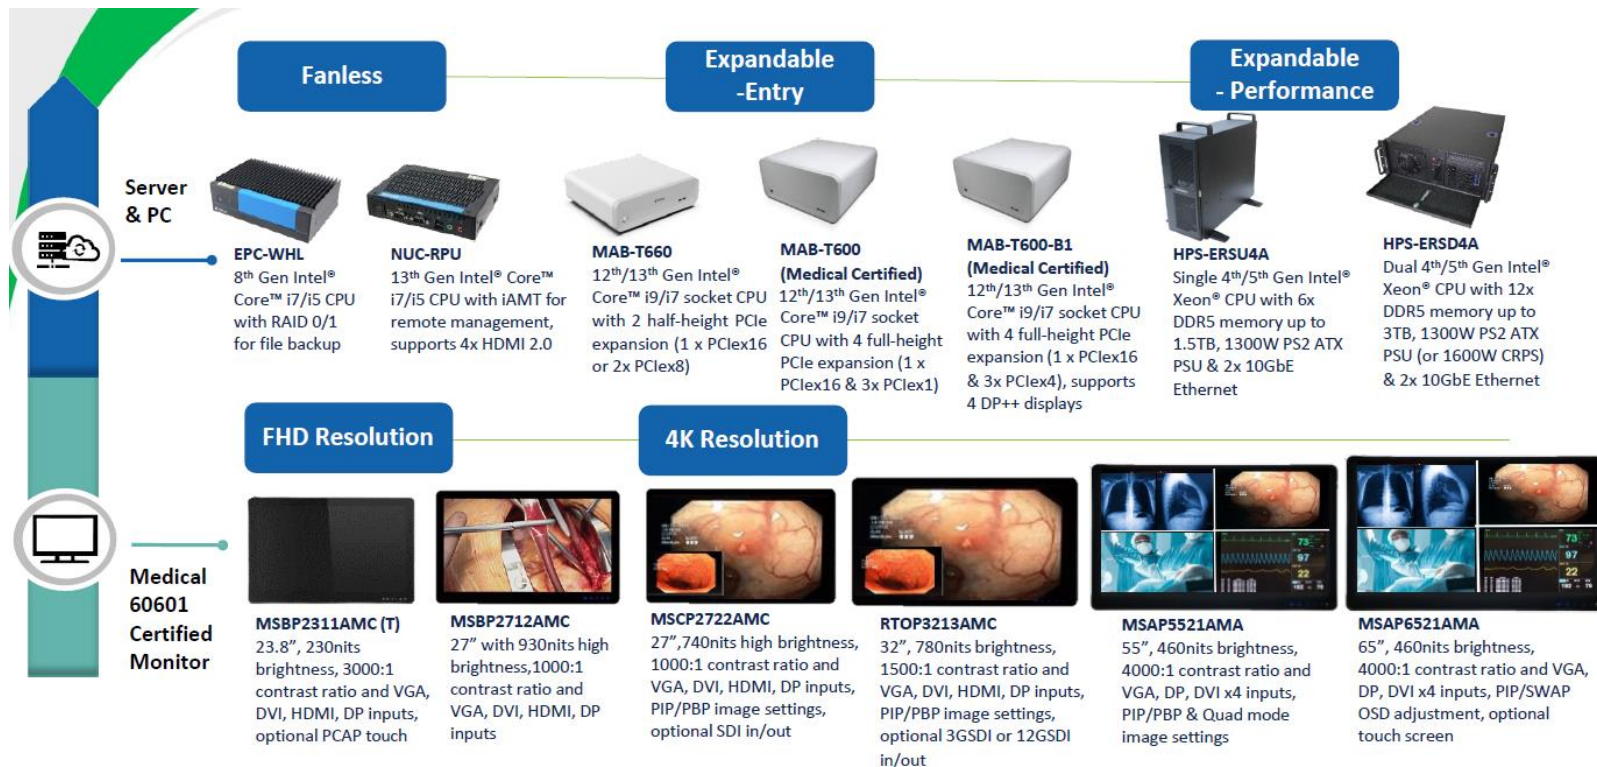 Fanless
Expandable
-Entry
Expandable
- Performance
Server
& PC
EPC-WHL
8th Gen Intel®
Core™ i7/i5 CPU
with RAID 0/1
for file backup
NUC-RPU
13th Gen Intel® Core™
i7/i5 CPU with iAMT for
remote management,
supports 4x HDMI 2.0
MAB-T660
12th/13th Gen Intel®
Core™ i9/i7 socket CPU
with 2 half-height PCIe
expansion (1 x PCIex16
or 2x PCIex8)
MAB-T600
(Medical Certified)
12th/13th Gen Intel®
Core™ i9/i7 socket
CPU with 4 full-height
PCIe expansion (1 x
PCIex16 & 3x PCIex1)
MAB-T600-B1
(Medical Certified)
12th/13th Gen Intel®
Core™ i9/i7 socket CPU
with 4 full-height PCIe
expansion (1 x PCIex16
& 3x PCIex4), supports
4 DP++ displays
HPS-ERSU4A
Single 4th/5th Gen Intel®
Xeon® CPU with 6x
DDR5 memory up to
1.5TB, 1300W PS2 ATX
PSU & 2x 10GbE
Ethernet
HPS-ERSD4A
Dual 4th/5th Gen Intel®
Xeon® CPU with 12x
DDR5 memory up to
3TB, 1300W PS2 ATX
PSU (or 1600W CRPS)
& 2x 10GbE Ethernet
FHD Resolution
4K Resolution
Medical
60601
Certified
Monitor
MSBP2311AMC (T)
23.8”, 230nits
brightness, 3000:1
contrast ratio and VGA,
DVI, HDMI, DP inputs,
optional PCAP touch
MSBP2712AMC
27” with 930nits high
brightness,1000:1
contrast ratio and
VGA, DVI, HDMI, DP
inputs
MSCP2722AMC
27”,740nits high brightness,
1000:1 contrast ratio and
VGA, DVI, HDMI, DP inputs,
PIP/PBP image settings,
optional SDI in/out
RTOP3213AMC
32”, 780nits brightness,
1500:1 contrast ratio and
VGA, DVI, HDMI, DP inputs,
PIP/PBP image settings,
optional 3GSDI or 12GSDI
in/out
73
97
22
MSAP5521AMA
55”, 460nits brightness,
4000:1 contrast ratio and
VGA, DP, DVI x4 inputs,
PIP/PBP & Quad mode
image settings
73
97
22
MSAP6521AMA
65”, 460nits brightness,
4000:1 contrast ratio and VGA,
DP, DVI x4 inputs, PIP/SWAP
OSD adjustment, optional
touch screen